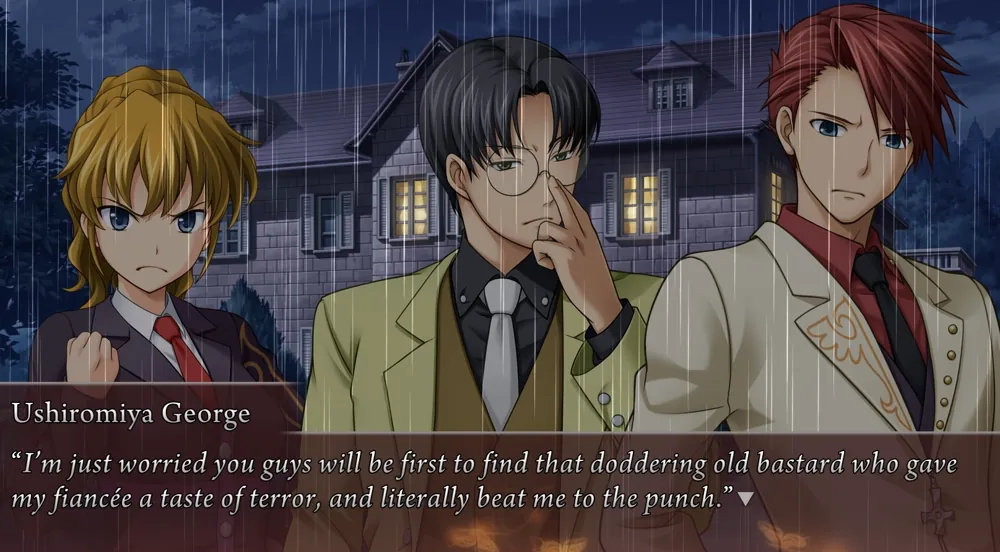 Ushiromiya George
“I'm just worried you guys will be first to find that doddering old bastard who gave
my fiancée a taste of terror, and literally beat me to the punch.”